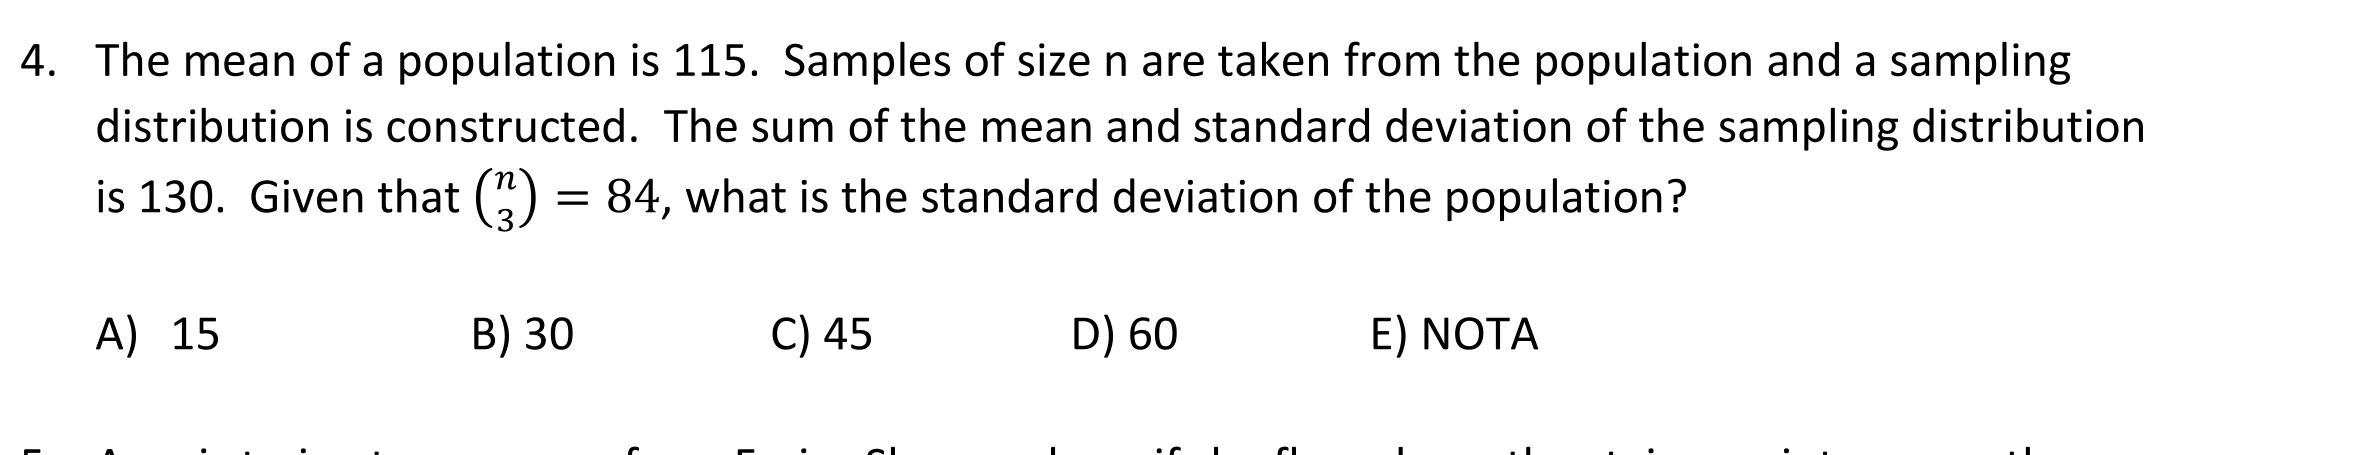 4. The mean of a population is 115. Samples of size n are taken from the population and a sampling
distribution is constructed. The sum of the mean and standard deviation of the sampling distribution
is 130. Given that $\binom{n}{3} = 84$, what is the standard deviation of the population?
A) 15 B) 30 C) 45 D) 60 E) NOTA